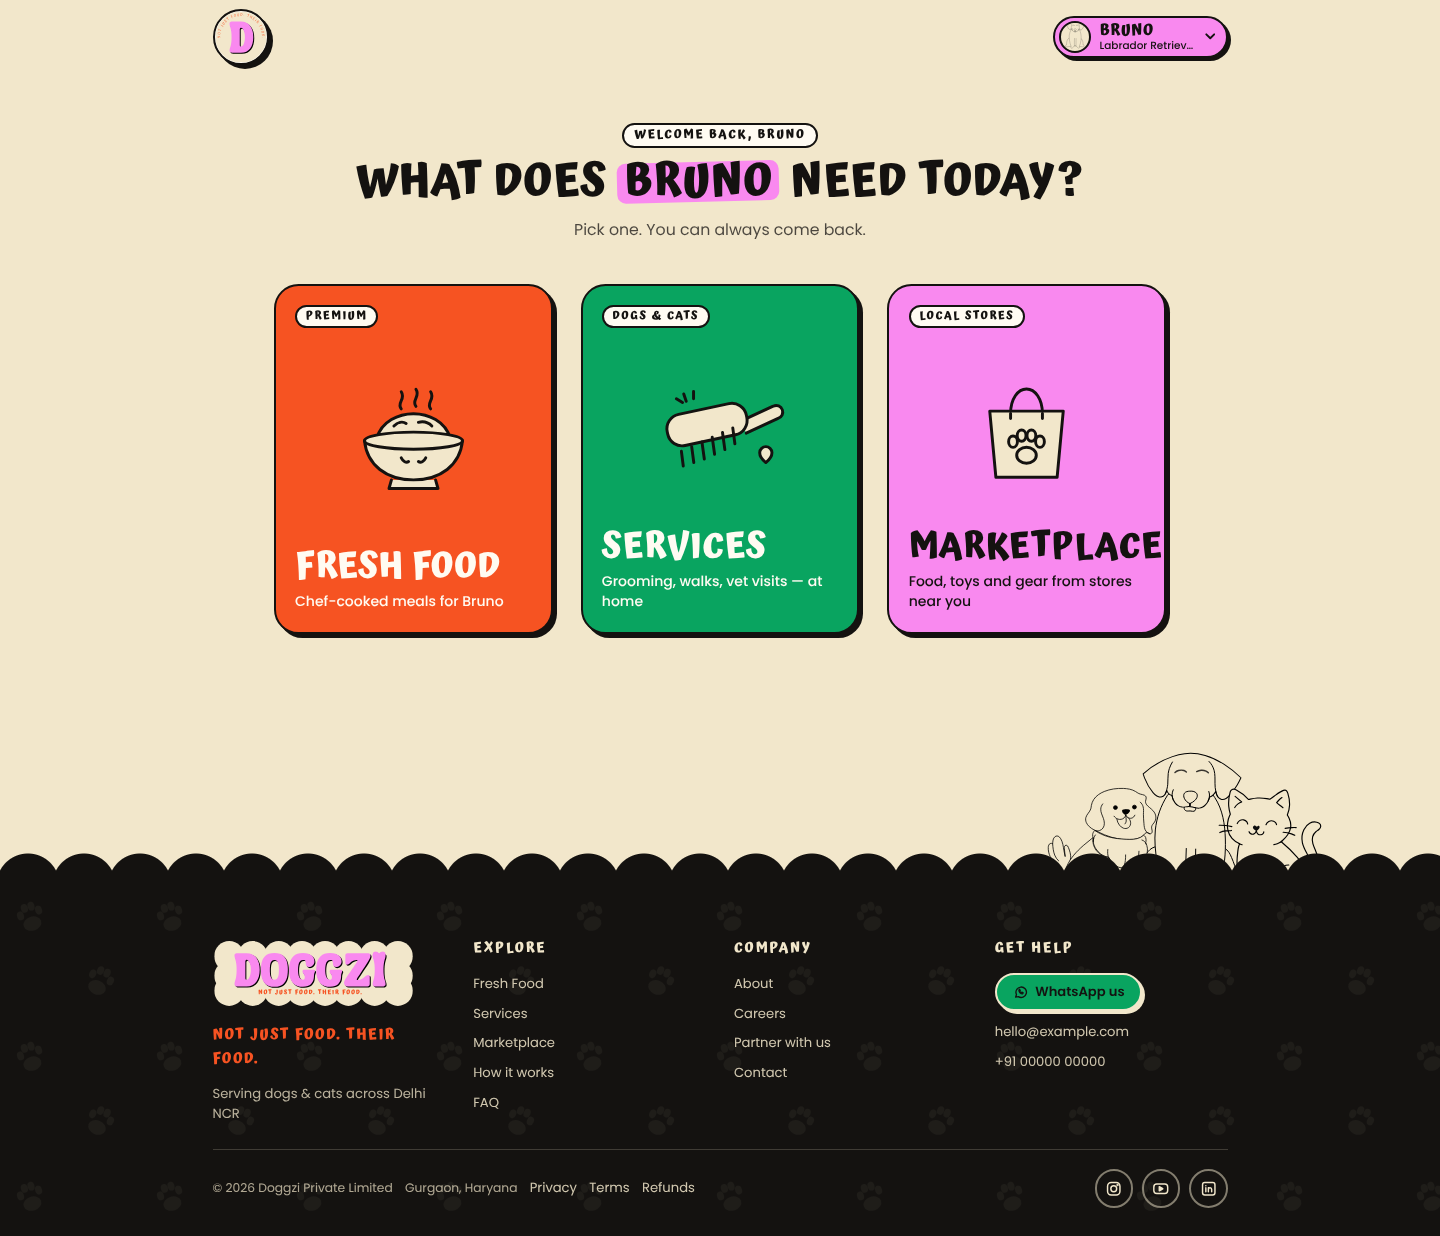 D
BRUNO
Labrador Retriev...
WELCOME BACK, BRUNO
WHAT DOES BRUNO NEED TODAY?
Pick one. You can always come back.
PREMIUM
FRESH FOOD
Chef-cooked meals for Bruno
DOGS & CATS
SERVICES
Grooming, walks, vet visits — at
home
LOCAL STORES
MARKETPLACE
Food, toys and gear from stores
near you
DOGGZI
NOT JUST FOOD. THEIR FOOD.
NOT JUST FOOD. THEIR
FOOD.
Serving dogs & cats across Delhi
NCR
EXPLORE
Fresh Food
Services
Marketplace
How it works
FAQ
COMPANY
About
Careers
Partner with us
Contact
GET HELP
WhatsApp us
hello@example.com
+91 00000 00000
© 2026 Doggzi Private Limited Gurgaon, Haryana Privacy Terms Refunds
in